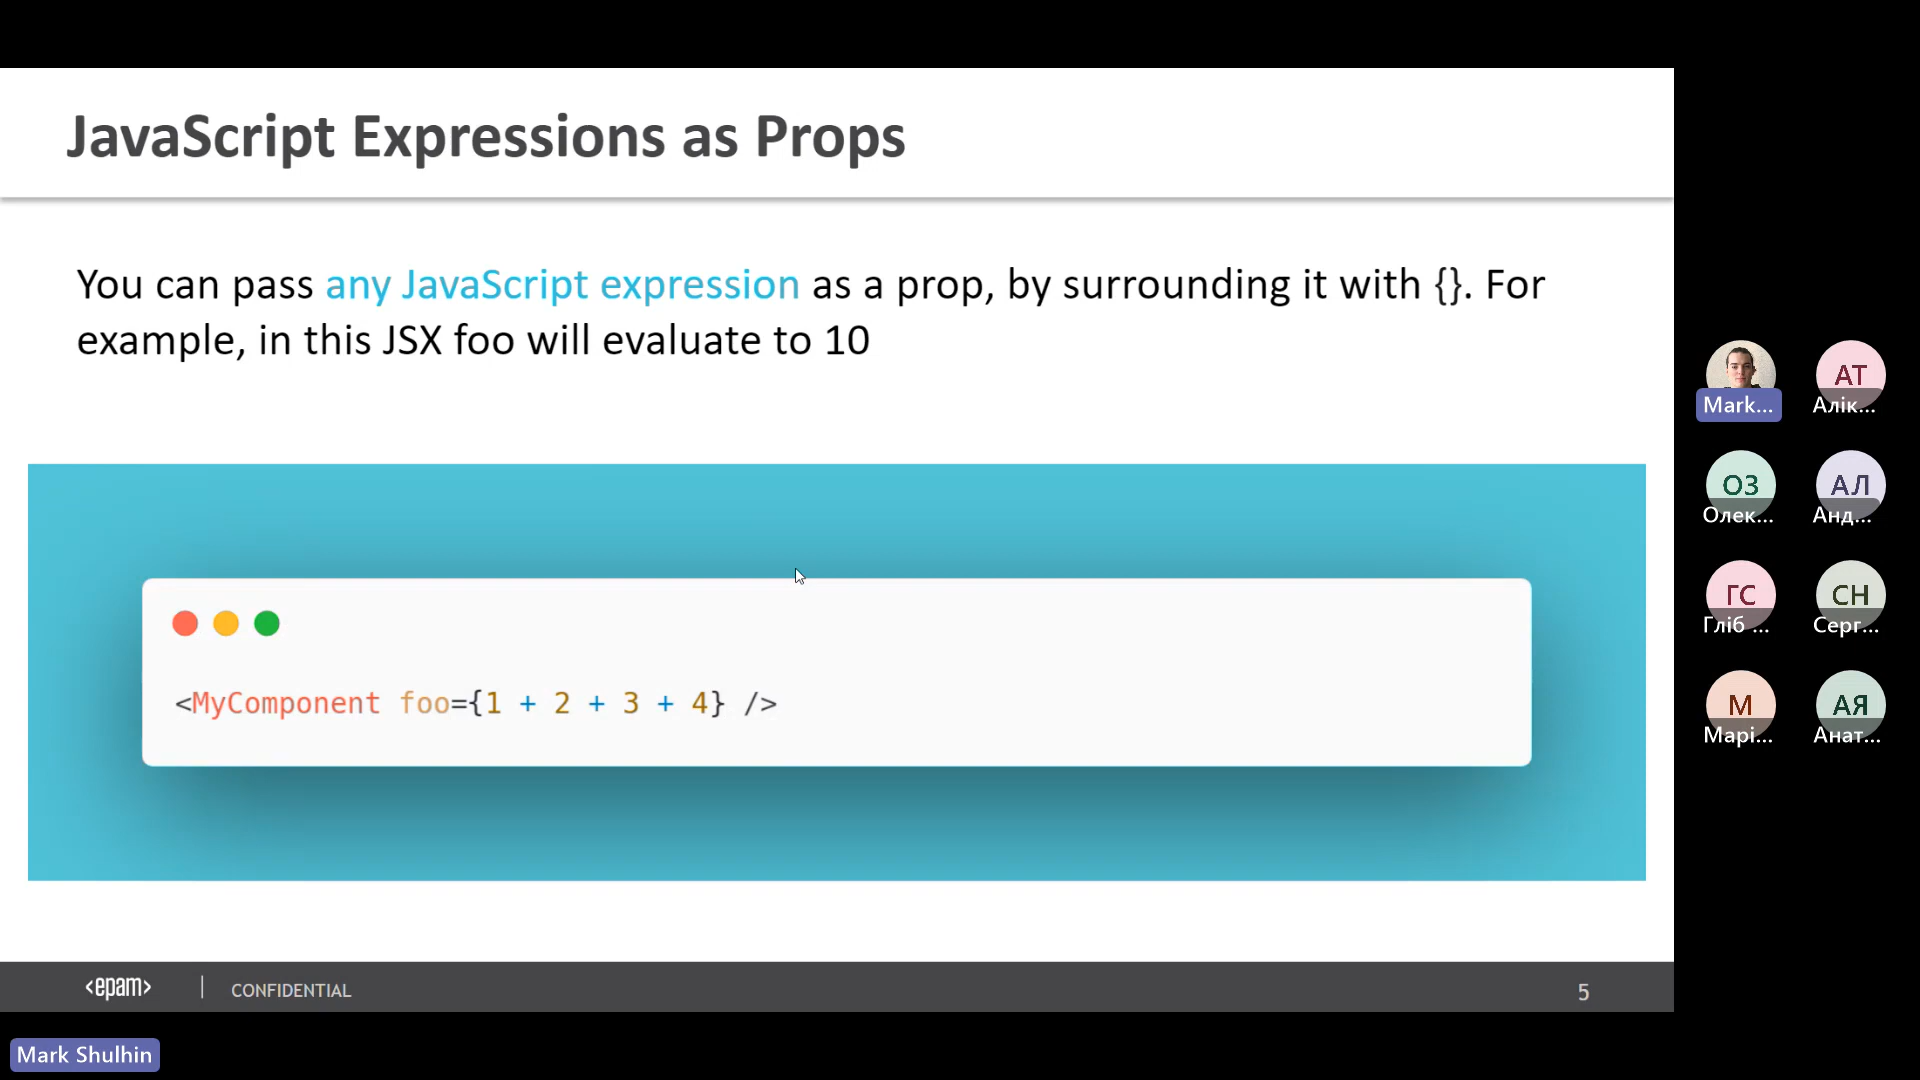 JavaScript Expressions as Props
You can pass any JavaScript expression as a prop, by surrounding it with {}. For
example, in this JSX foo will evaluate to 10
<MyComponent foo={1 + 2 + 3 + 4} />
<epam> | CONFIDENTIAL
5
Mark...
АТ
Алік...
ОЗ
Олек...
АЛ
Анд...
ГС
Гліб ...
СН
Серг...
М
Марі...
АЯ
Анат...
Mark Shulhin